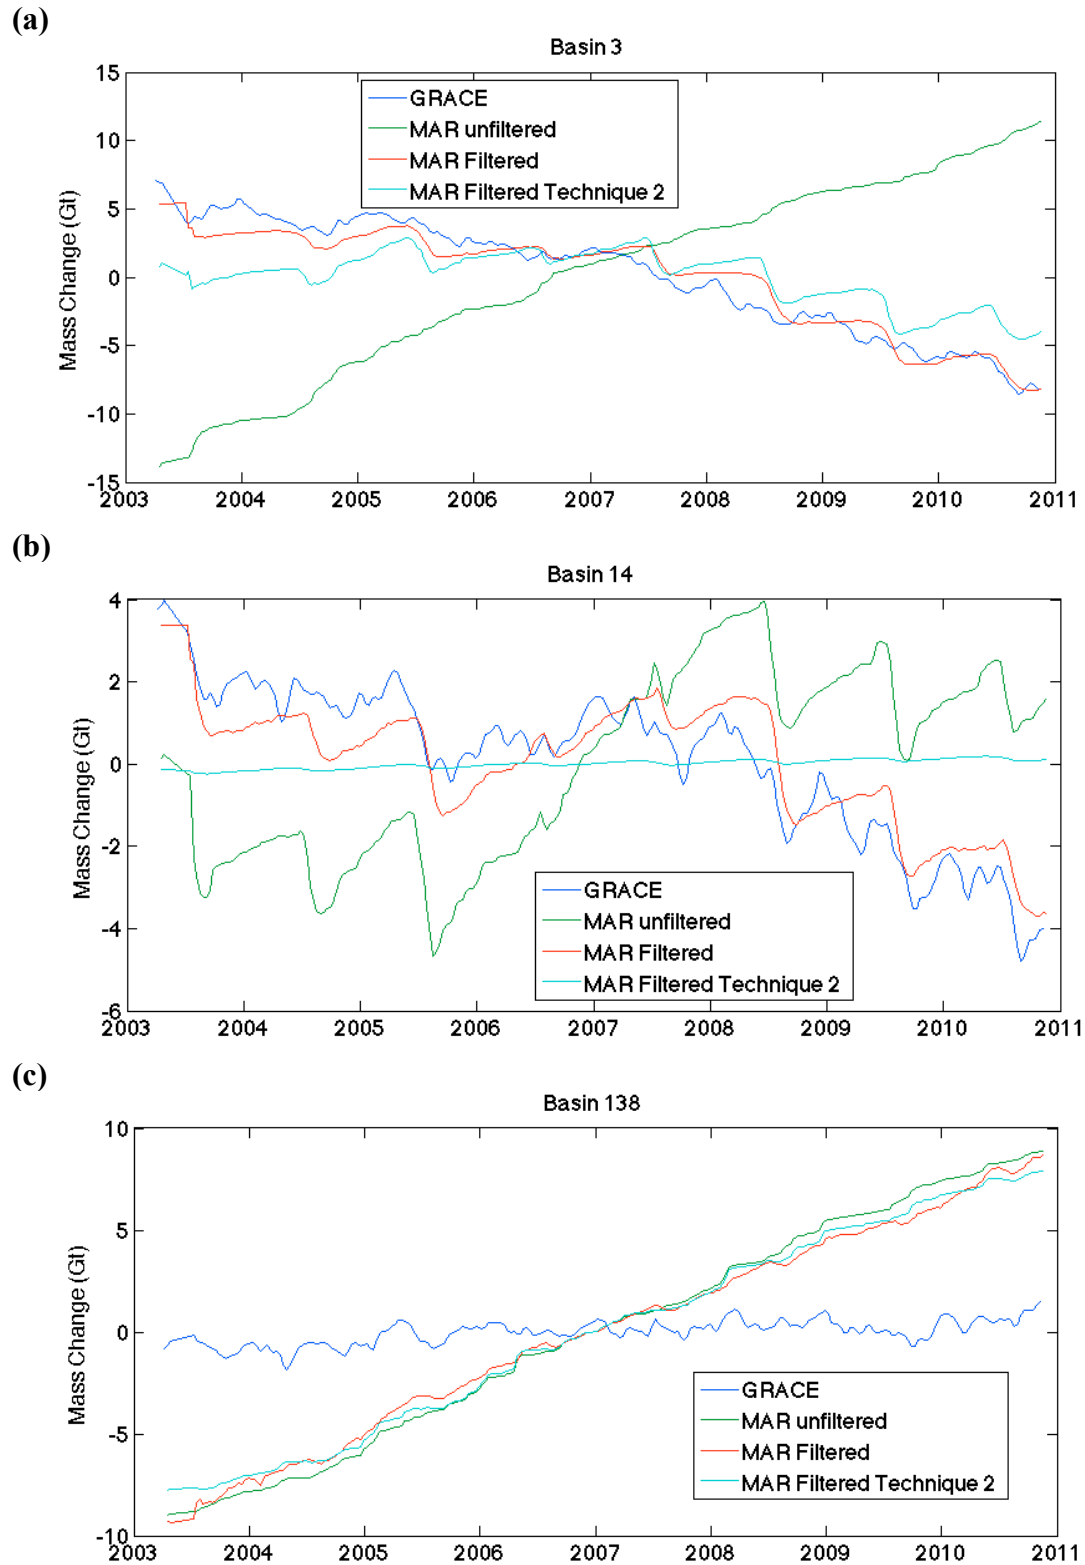 (a)
Basin 3
15
10
5
0
-5
-10
-15
Mass Change (Gt)
GRACE
MAR unfiltered
MAR Filtered
MAR Filtered Technique 2
2003 2004 2005 2006 2007 2008 2009 2010 2011
(b)
Basin 14
4
2
0
-2
-4
-6
Mass Change (Gt)
GRACE
MAR unfiltered
MAR Filtered
MAR Filtered Technique 2
2003 2004 2005 2006 2007 2008 2009 2010 2011
(c)
Basin 138
10
5
0
-5
-10
Mass Change (Gt)
GRACE
MAR unfiltered
MAR Filtered
MAR Filtered Technique 2
2003 2004 2005 2006 2007 2008 2009 2010 2011